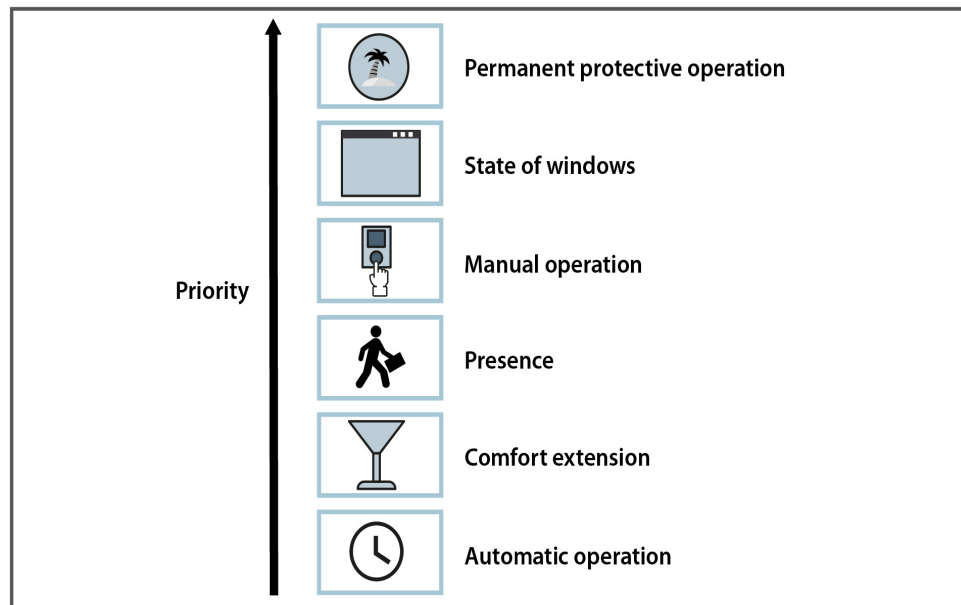 Permanent protective operation
State of windows
Manual operation
Priority
Presence
Comfort extension
Automatic operation